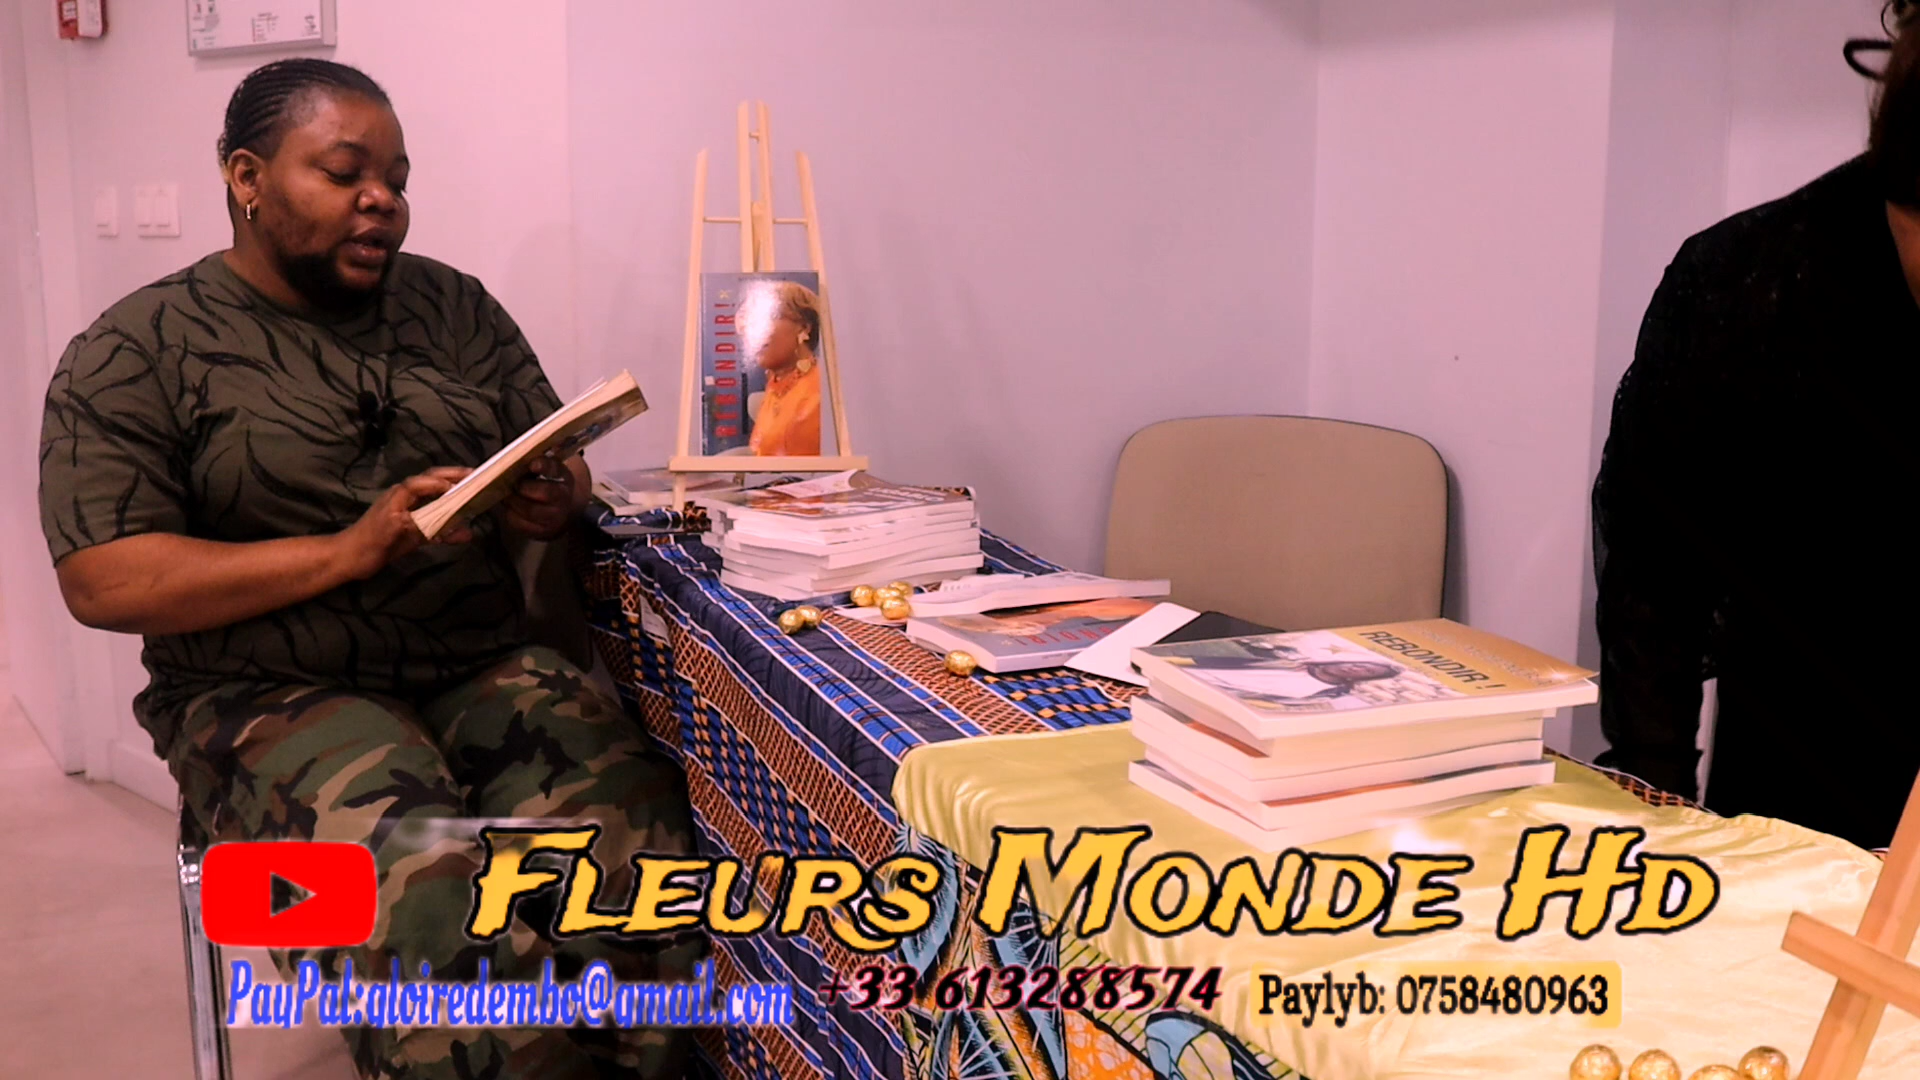 REBONDIR!
REBONDIR !
FLEURS MONDE HD
PayPal:gloiredembo@gmail.com
+33 613288574
Paylyb: 0758480963